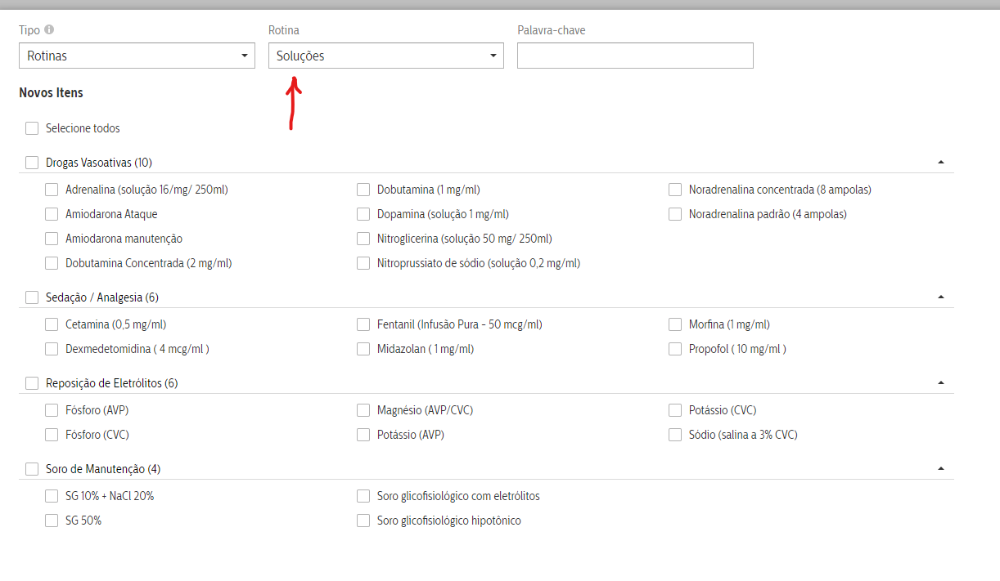 Tipo Rotina Palavra-chave
Rotinas Soluções
Novos Itens
Selecione todos
Drogas Vasoativas (10)
Adrenalina (solução 16/mg/ 250ml) Dobutamina (1 mg/ml) Noradrenalina concentrada (8 ampolas)
Amiodarona Ataque Dopamina (solução 1 mg/ml) Noradrenalina padrão (4 ampolas)
Amiodarona manutenção Nitroglicerina (solução 50 mg/ 250ml)
Dobutamina Concentrada (2 mg/ml) Nitroprussiato de sódio (solução 0,2 mg/ml)
Sedação / Analgesia (6)
Cetamina (0,5 mg/ml) Fentanil (Infusão Pura - 50 mcg/ml) Morfina (1 mg/ml)
Dexmedetomidina ( 4 mcg/ml ) Midazolan ( 1 mg/ml) Propofol ( 10 mg/ml )
Reposição de Eletrólitos (6)
Fósforo (AVP) Magnésio (AVP/CVC) Potássio (CVC)
Fósforo (CVC) Potássio (AVP) Sódio (salina a 3% CVC)
Soro de Manutenção (4)
SG 10% + NaCl 20% Soro glicofisiológico com eletrólitos
SG 50% Soro glicofisiológico hipotônico